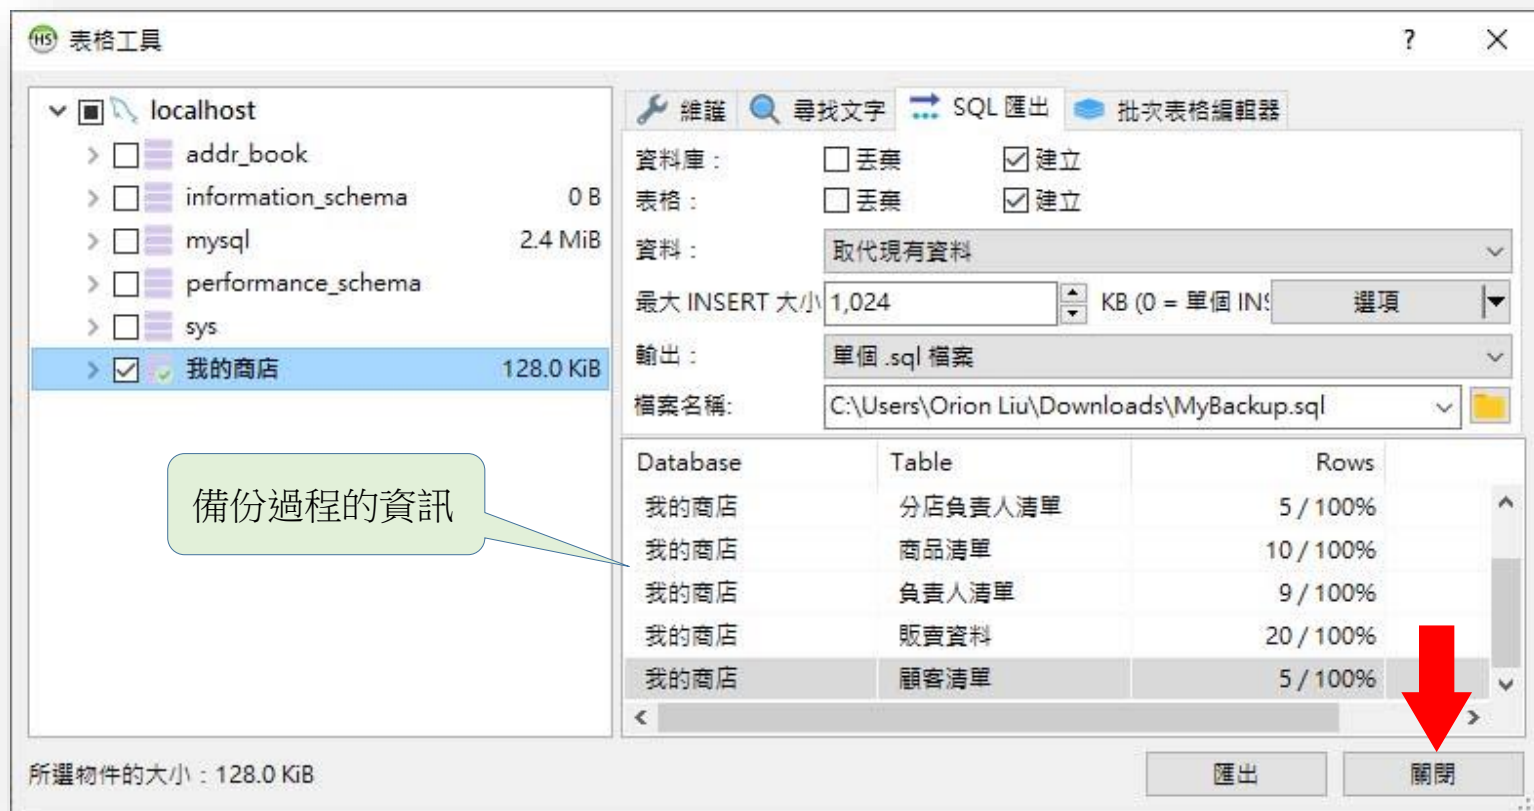 HS 表格工具 ?
localhost
addr_book
information_schema 0 B
mysql 2.4 MiB
performance_schema
sys
我的商店 128.0 KiB
維護 尋找文字 SQL 匯出 批次表格編輯器
資料庫： 丟棄 建立
表格： 丟棄 建立
資料： 取代現有資料
最大 INSERT 大小 1,024 KB (0 = 單個 INS 選項
輸出： 單個 .sql 檔案
檔案名稱: C:\Users\Orion Liu\Downloads\MyBackup.sql
Database Table Rows
我的商店 分店負責人清單 5 / 100%
我的商店 商品清單 10 / 100%
我的商店 負責人清單 9 / 100%
我的商店 販賣資料 20 / 100%
我的商店 顧客清單 5 / 100%
備份過程的資訊
所選物件的大小：128.0 KiB
匯出 關閉